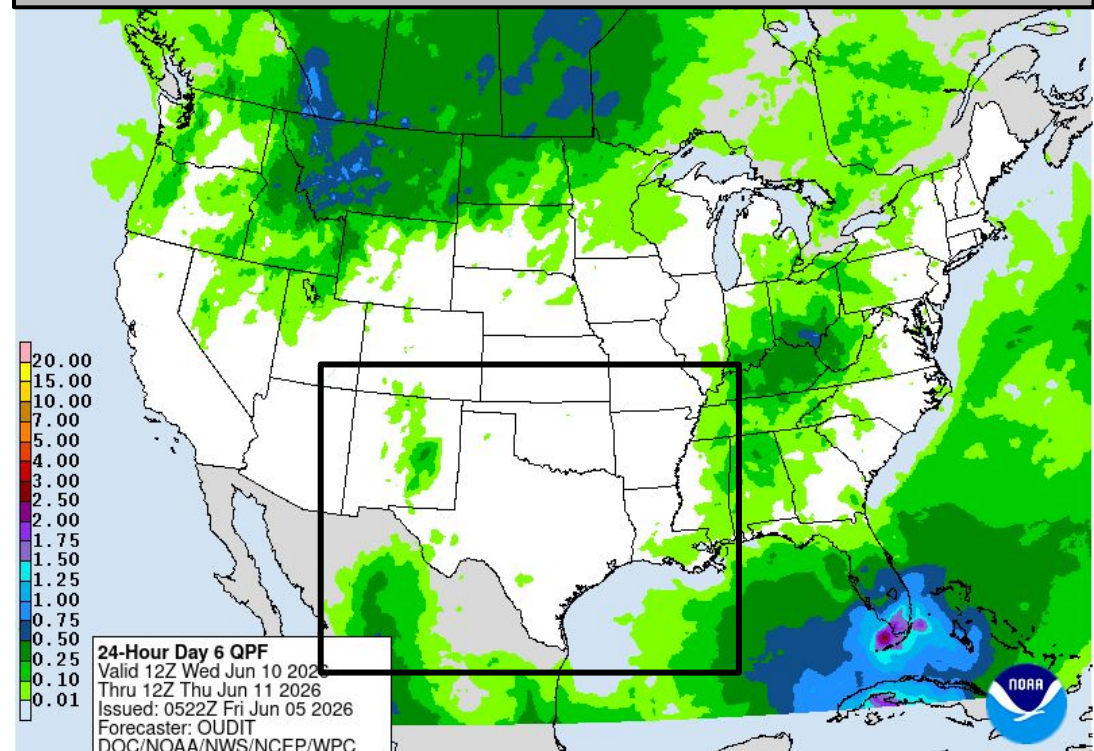 20.00
15.00
10.00
7.00
5.00
4.00
3.00
2.50
2.00
1.75
1.50
1.25
1.00
0.75
0.50
0.25
0.10
0.01
24-Hour Day 6 QPF
Valid 12Z Wed Jun 10 2026
Thru 12Z Thu Jun 11 2026
Issued: 0522Z Fri Jun 05 2026
Forecaster: OUDIT
DOC/NOAA/NWS/NCEP/WPC
NOAA